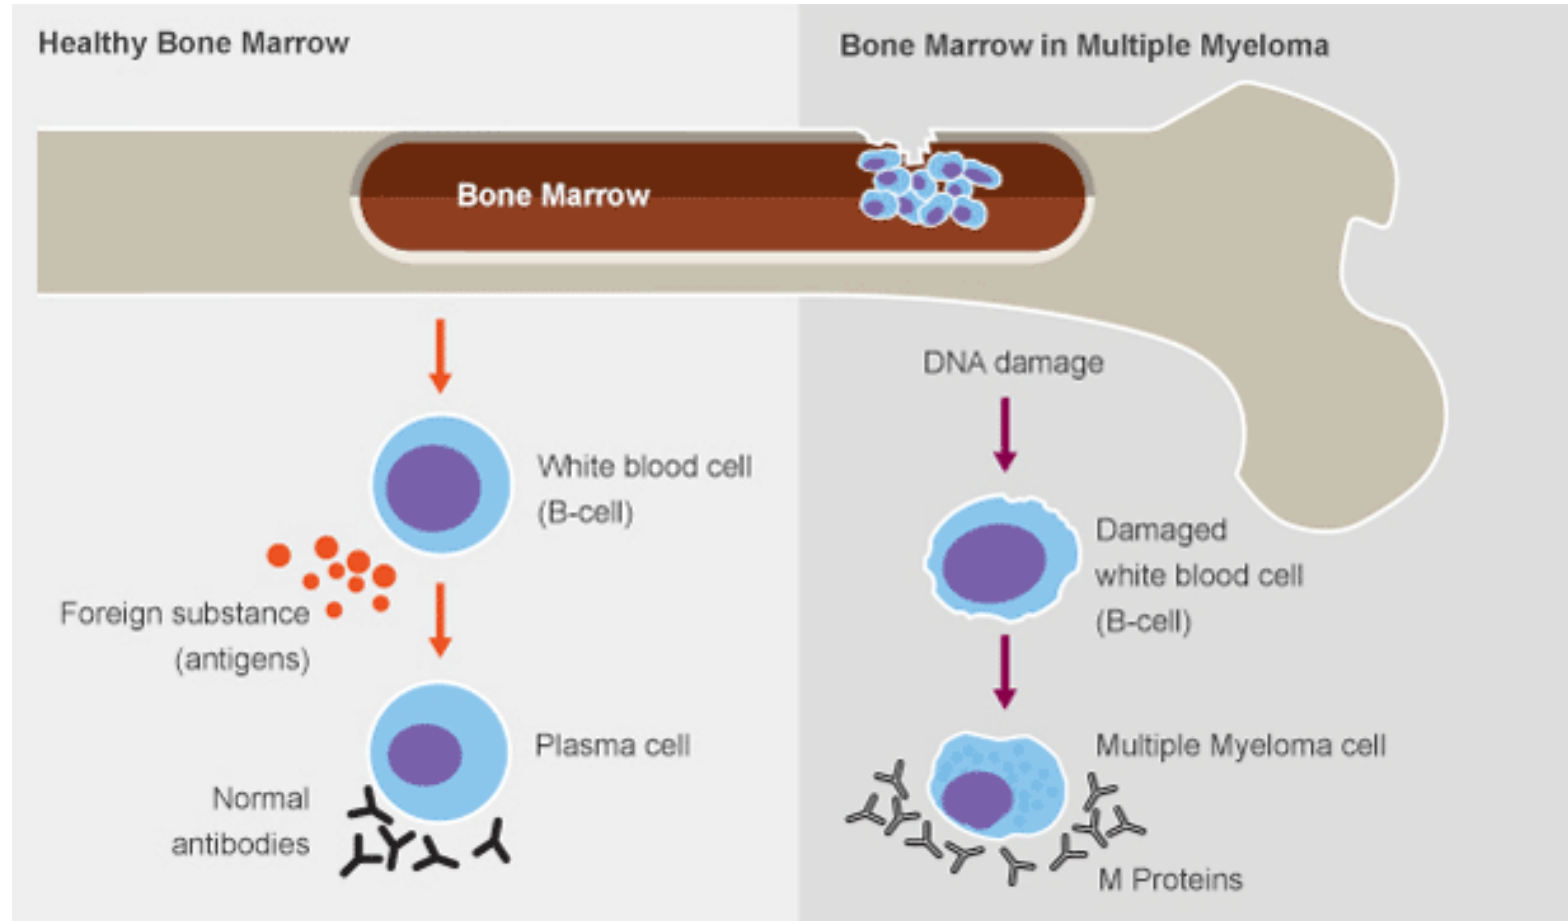 Healthy Bone Marrow
Bone Marrow in Multiple Myeloma
Bone Marrow
White blood cell
(B-cell)
Foreign substance
(antigens)
Plasma cell
Normal
antibodies
DNA damage
Damaged
white blood cell
(B-cell)
Multiple Myeloma cell
M Proteins